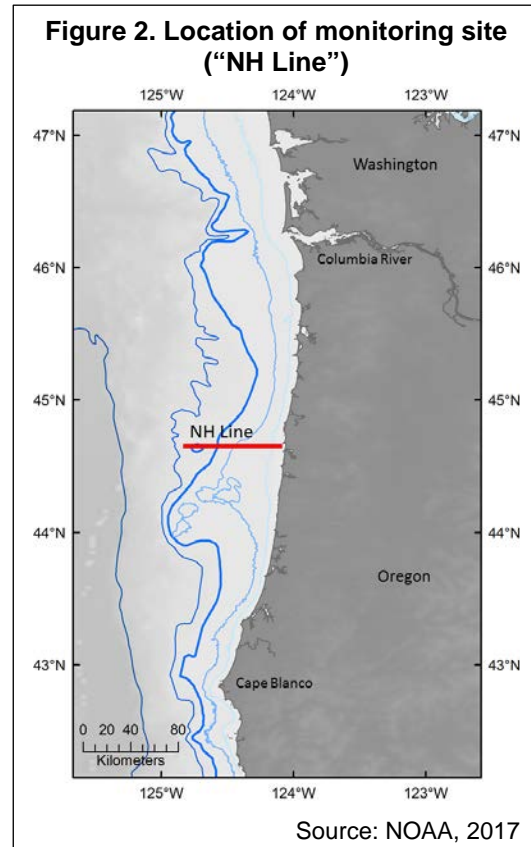 Figure 2. Location of monitoring site
(“NH Line”)
125°W 124°W 123°W
47°N 47°N
Washington
46°N 46°N
Columbia River
45°N 45°N
NH Line
44°N 44°N
Oregon
43°N 43°N
Cape Blanco
0 20 40 80
Kilometers
125°W 124°W 123°W
Source: NOAA, 2017